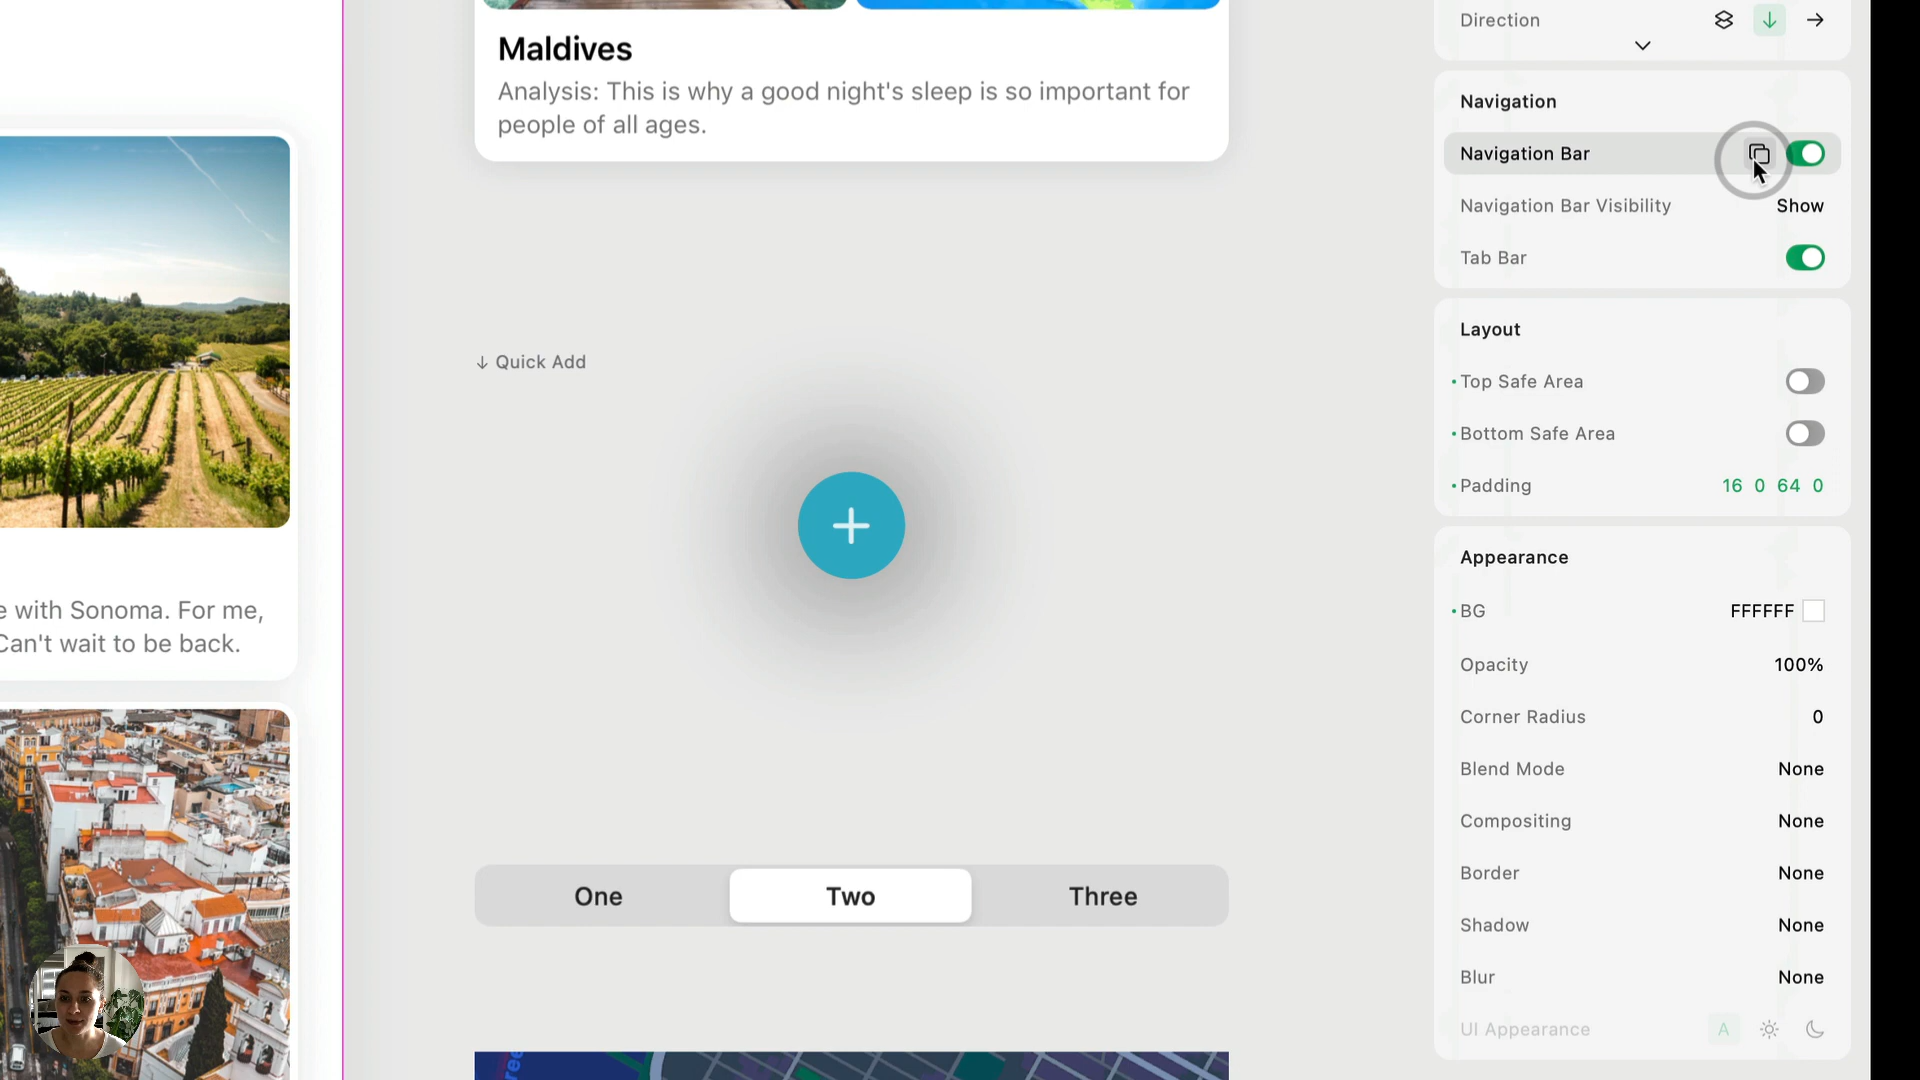 Maldives
Analysis: This is why a good night's sleep is so important for
people of all ages.
↓ Quick Add
e with Sonoma. For me,
Can't wait to be back.
One Two Three
Direction
Navigation
Navigation Bar
Navigation Bar Visibility Show
Tab Bar
Layout
Top Safe Area
Bottom Safe Area
Padding 16 0 64 0
Appearance
BG FFFFFF
Opacity 100%
Corner Radius 0
Blend Mode None
Compositing None
Border None
Shadow None
Blur None
UI Appearance A